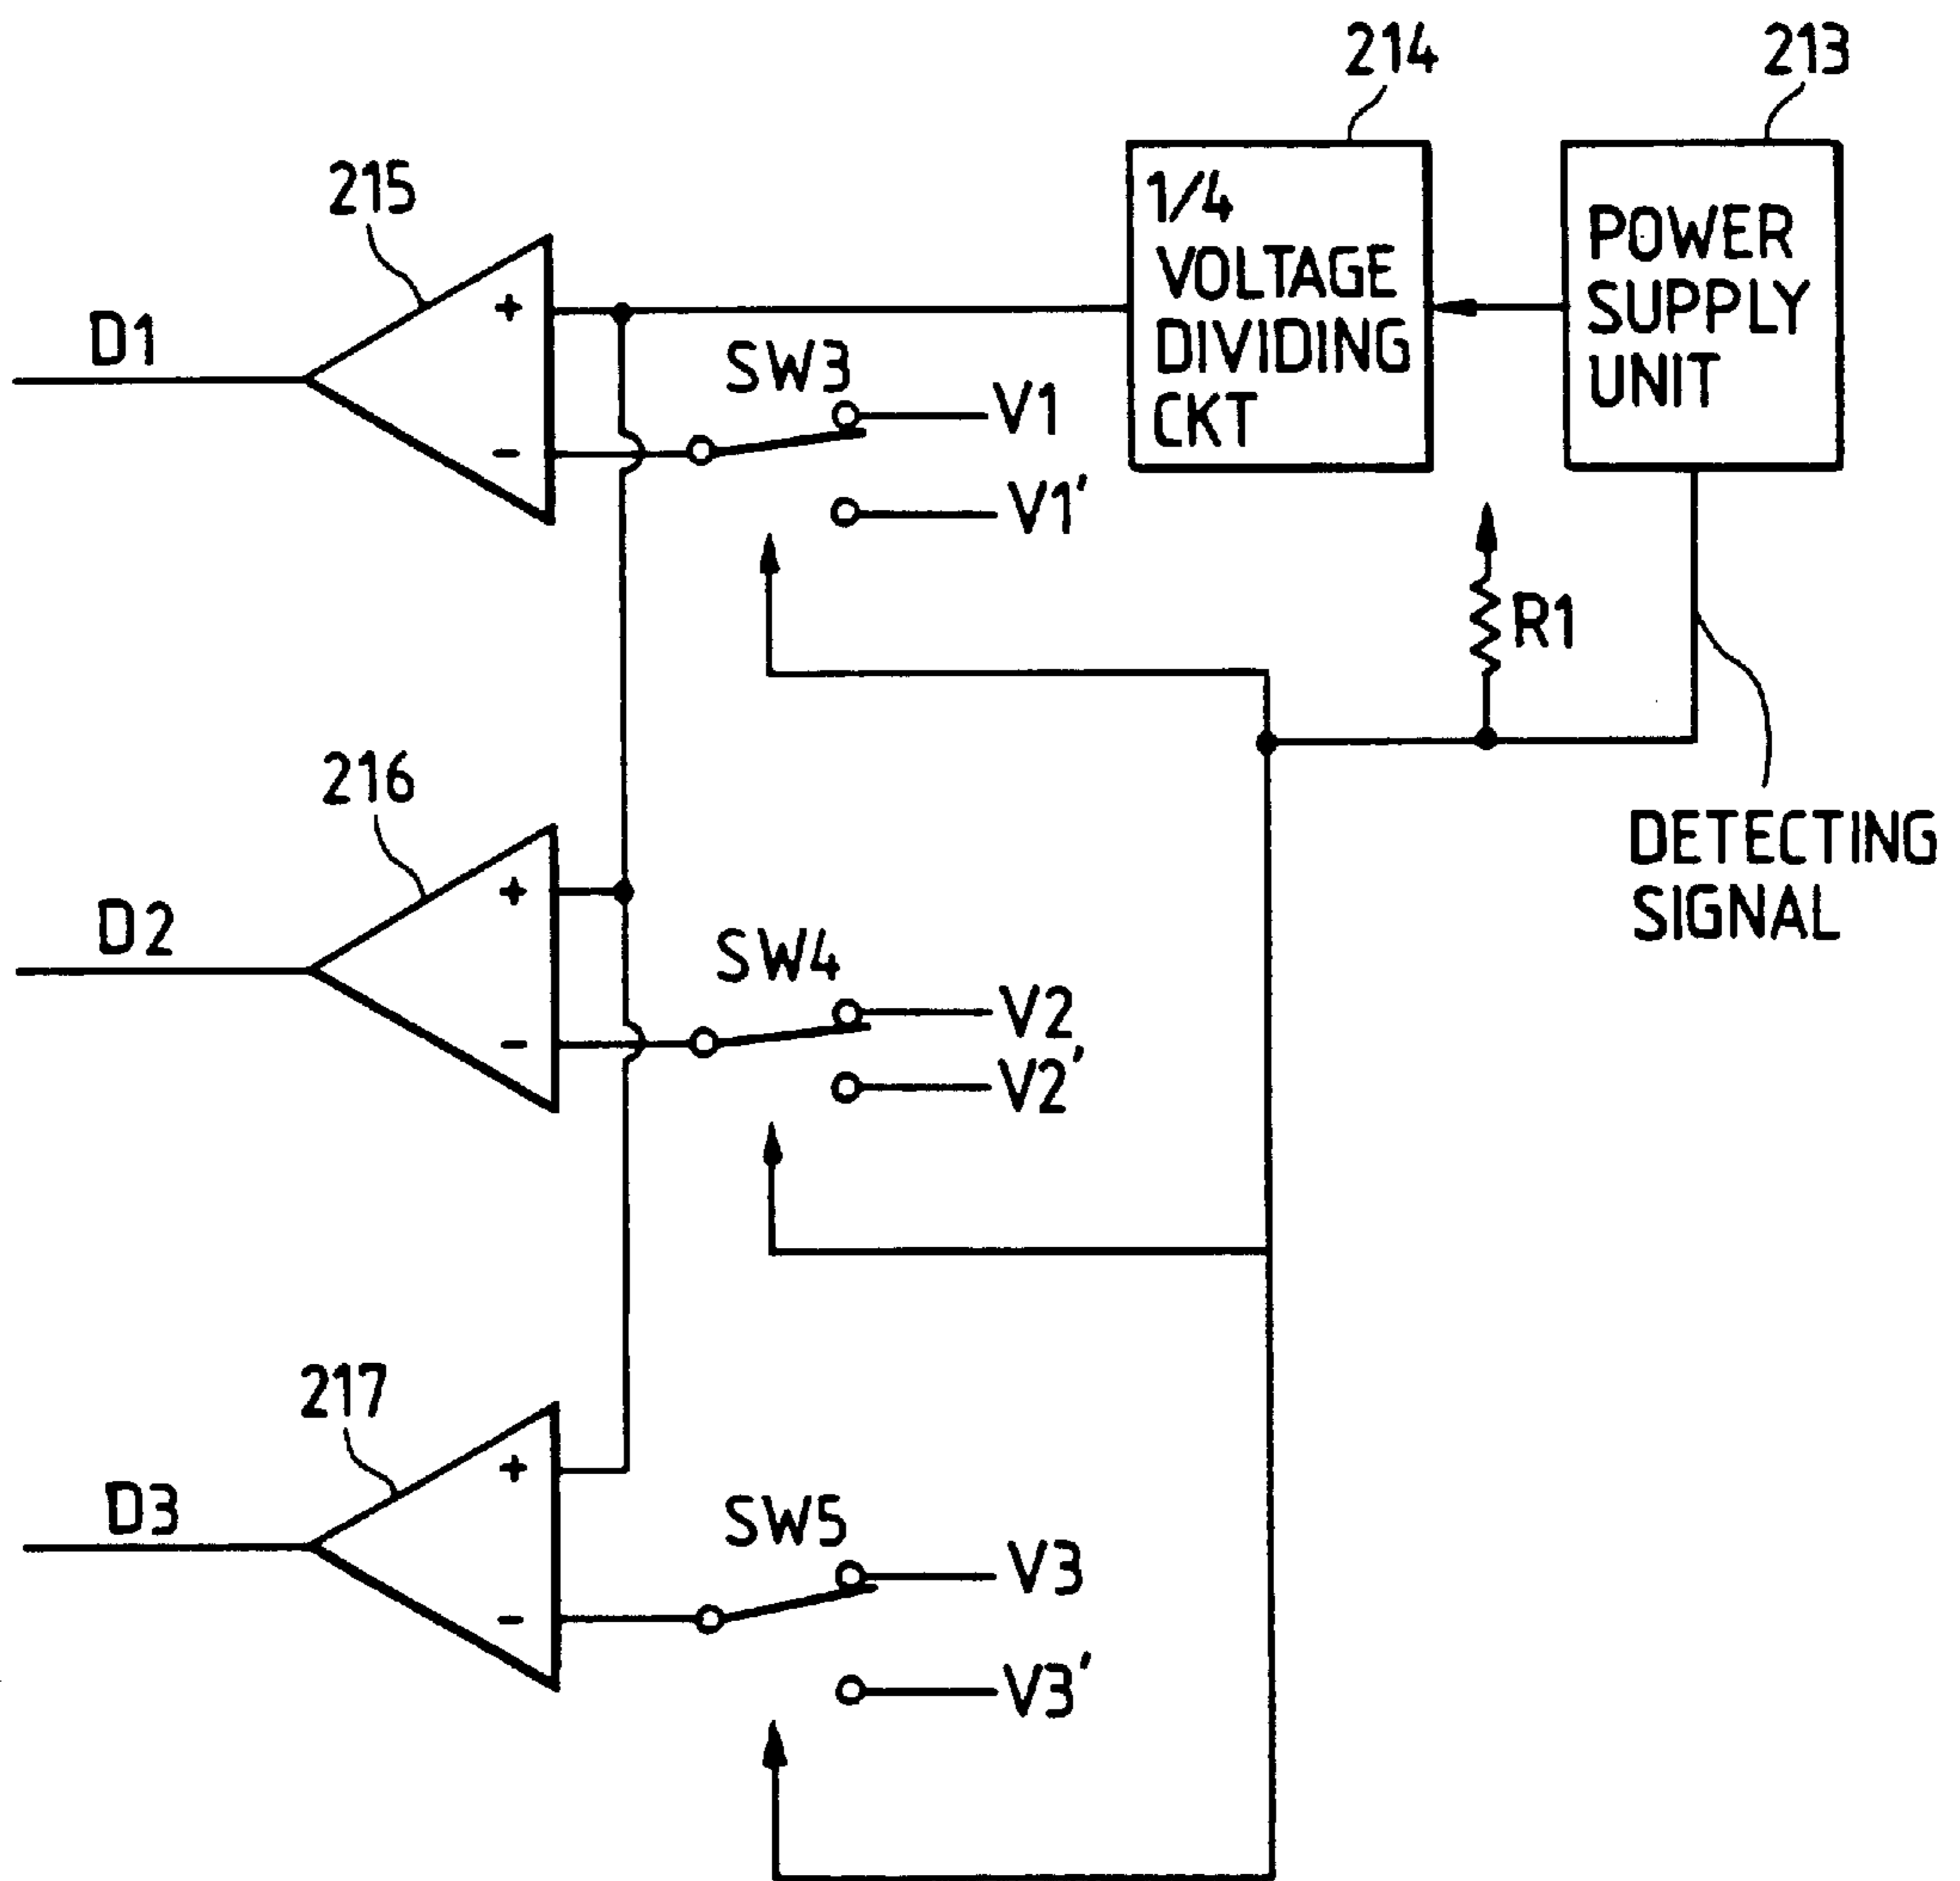 214
213
215
1/4
VOLTAGE
DIVIDING
CKT
POWER
SUPPLY
UNIT
+
D1
SW3
V1
-
V1'
R1
216
DETECTING
SIGNAL
+
D2
SW4
V2
-
V2'
217
+
D3
SW5
V3
-
V3'